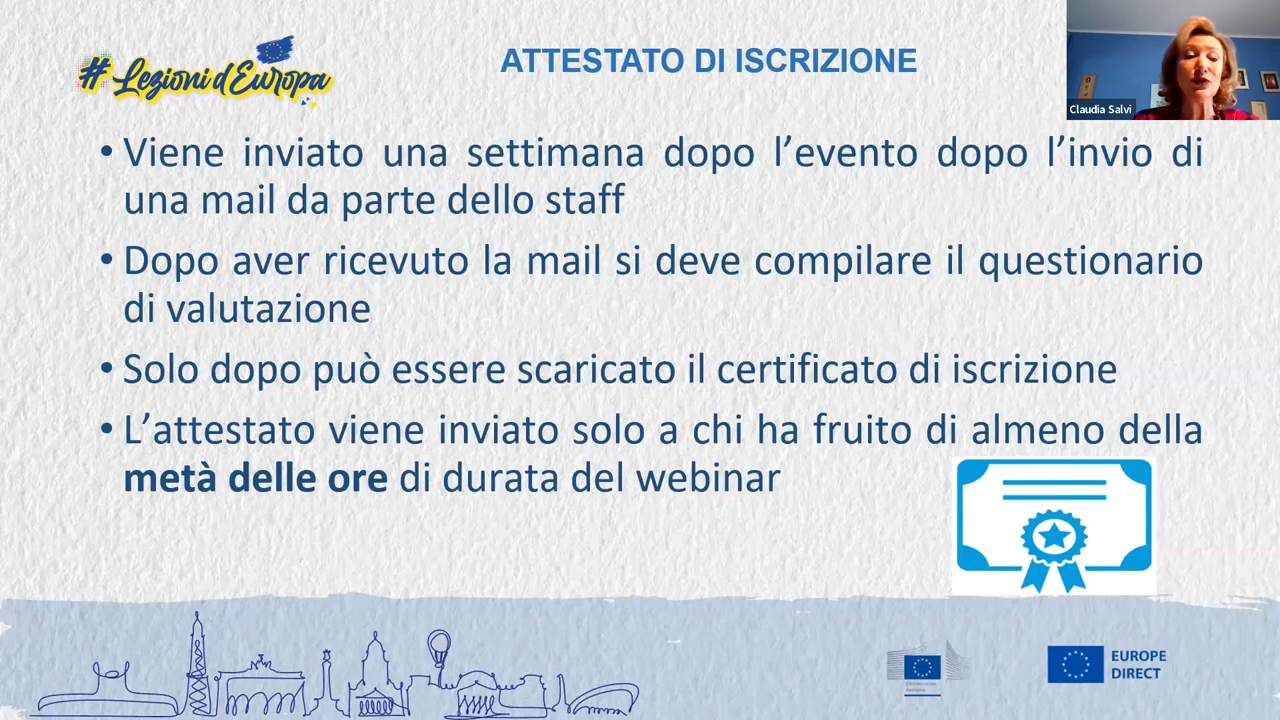 #LezionidEuropa
ATTESTATO DI ISCRIZIONE
Claudia Salvi
• Viene inviato una settimana dopo l’evento dopo l’invio di
una mail da parte dello staff
• Dopo aver ricevuto la mail si deve compilare il questionario
di valutazione
• Solo dopo può essere scaricato il certificato di iscrizione
• L’attestato viene inviato solo a chi ha fruito di almeno della
metà delle ore di durata del webinar
EUROPE
DIRECT